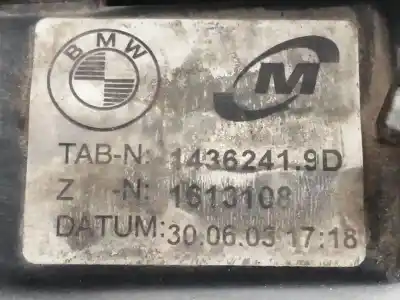 BMW
M
TAB-N: 1436241.9D
Z -N: 1613108
DATUM: 30.06.03 17:18